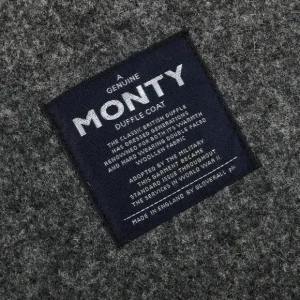 A
GENUINE
MONTY
DUFFLE COAT
THE CLASSIC BRITISH DUFFLE
HAS DRESSED GENERATIONS
RENOWNED FOR BOTH ITS WARMTH
AND HARD WEARING DOUBLE FACED
WOOLLEN FABRIC
ADOPTED BY THE MILITARY
THIS GARMENT BECAME
STANDARD ISSUE THROUGHOUT
THE SERVICES IN WORLD WAR II
MADE IN ENGLAND BY GLOVERALL